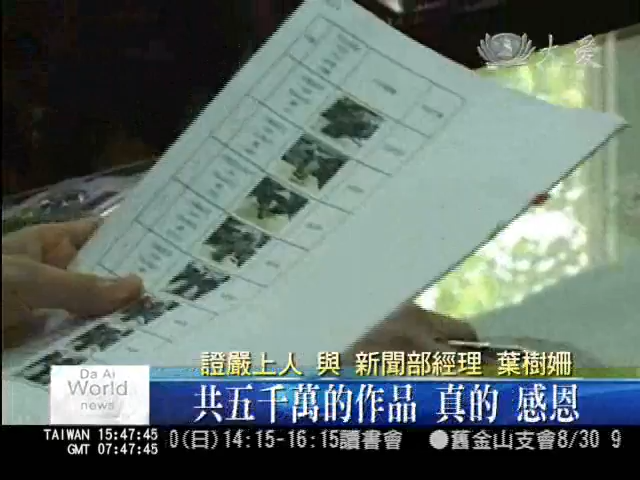 大愛
證嚴上人 與 新聞部經理 葉樹姍
共五千萬的作品 真的 感恩
Da Ai
World
news
TAIWAN 15:47:45
GMT 07:47:45
0(日)14:15-16:15讀書會 ●舊金山支會8/30 9